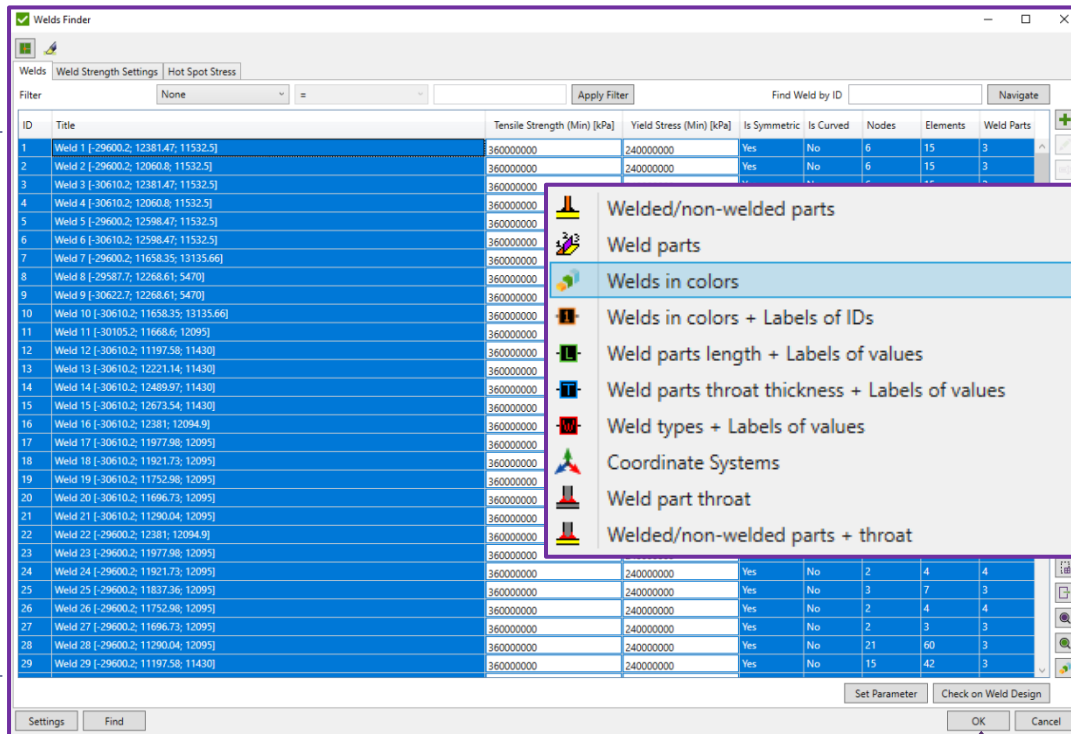 Welds Finder
Welds Weld Strength Settings Hot Spot Stress
Filter None = Apply Filter Find Weld by ID Navigate
ID Title Tensile Strength (Min) [kPa] Yield Stress (Min) [kPa] Is Symmetric Is Curved Nodes Elements Weld Parts
1 Weld 1 [-29600.2; 12381.47; 11532.5] 360000000 240000000 Yes No 6 15 3
2 Weld 2 [-29600.2; 12060.8; 11532.5] 360000000 240000000 Yes No 6 15 3
3 Weld 3 [-30610.2; 12381.47; 11532.5] 360000000
4 Weld 4 [-30610.2; 12060.8; 11532.5] 360000000
5 Weld 5 [-29600.2; 12598.47; 11532.5] 360000000
6 Weld 6 [-30610.2; 12598.47; 11532.5] 360000000
7 Weld 7 [-29600.2; 11658.35; 13135.66] 360000000
8 Weld 8 [-29587.7; 12268.61; 5470] 360000000
9 Weld 9 [-30622.7; 12268.61; 5470] 360000000
10 Weld 10 [-30610.2; 11658.35; 13135.66] 360000000
11 Weld 11 [-30105.2; 11668.6; 12095] 360000000
12 Weld 12 [-30610.2; 11197.58; 11430] 360000000
13 Weld 13 [-30610.2; 12221.14; 11430] 360000000
14 Weld 14 [-30610.2; 12489.97; 11430] 360000000
15 Weld 15 [-30610.2; 12673.54; 11430] 360000000
16 Weld 16 [-30610.2; 12381; 12094.9] 360000000
17 Weld 17 [-30610.2; 11977.98; 12095] 360000000
18 Weld 18 [-30610.2; 11921.73; 12095] 360000000
19 Weld 19 [-30610.2; 11752.98; 12095] 360000000
20 Weld 20 [-30610.2; 11696.73; 12095] 360000000
21 Weld 21 [-30610.2; 11290.04; 12095] 360000000
22 Weld 22 [-29600.2; 12381; 12094.9] 360000000
23 Weld 23 [-29600.2; 11977.98; 12095] 360000000
24 Weld 24 [-29600.2; 11921.73; 12095] 360000000 240000000 Yes No 2 4 4
25 Weld 25 [-29600.2; 11837.36; 12095] 360000000 240000000 Yes No 3 7 3
26 Weld 26 [-29600.2; 11752.98; 12095] 360000000 240000000 Yes No 2 4 4
27 Weld 27 [-29600.2; 11696.73; 12095] 360000000 240000000 Yes No 2 3 3
28 Weld 28 [-29600.2; 11290.04; 12095] 360000000 240000000 Yes No 21 60 3
29 Weld 29 [-29600.2; 11197.58; 11430] 360000000 240000000 Yes No 15 42 3
Welded/non-welded parts
123 Weld parts
Welds in colors
1 Welds in colors + Labels of IDs
L Weld parts length + Labels of values
T Weld parts throat thickness + Labels of values
W Weld types + Labels of values
Coordinate Systems
Weld part throat
Welded/non-welded parts + throat
Set Parameter Check on Weld Design
Settings Find OK Cancel